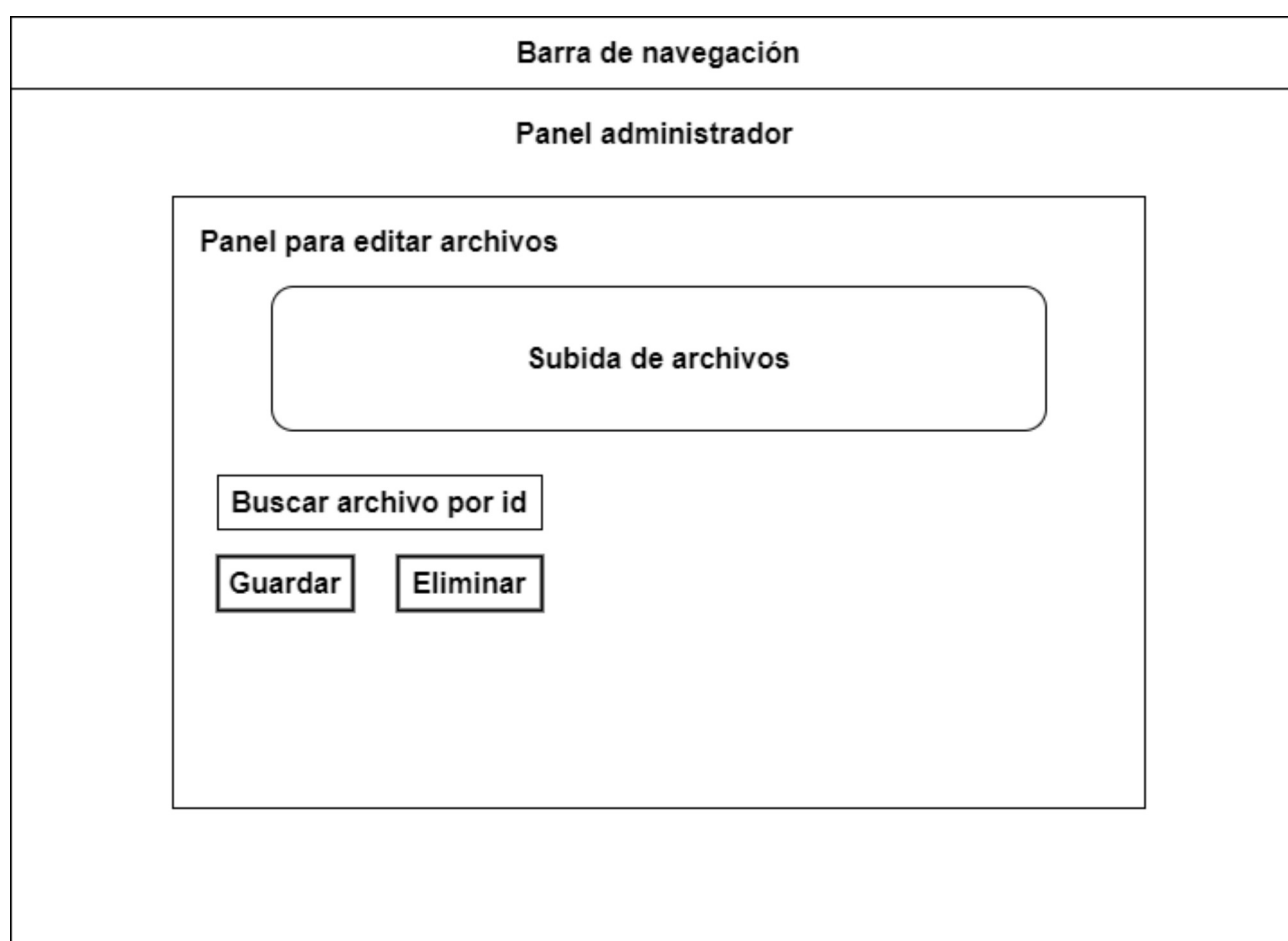 Barra de navegación
Panel administrador
Panel para editar archivos
Subida de archivos
Buscar archivo por id
Guardar
Eliminar